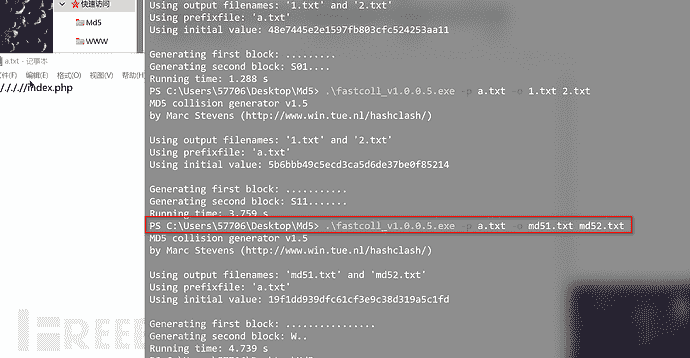 快速访问
Md5
WWW
a.txt - 记事本
件(F) 编辑(E) 格式(O) 视图(V) 帮助(H)
/./././/index.php
Using output filenames: '1.txt' and '2.txt'
Using prefixfile: 'a.txt'
Using initial value: 48e7445e2e1597fb803cfc524253aa11
Generating first block: .........
Generating second block: S01....
Running time: 1.288 s
PS C:\Users\57706\Desktop\Md5> .\fastcoll_v1.0.0.5.exe -p a.txt -o 1.txt 2.txt
MD5 collision generator v1.5
by Marc Stevens (http://www.win.tue.nl/hashclash/)
Using output filenames: '1.txt' and '2.txt'
Using prefixfile: 'a.txt'
Using initial value: 5b6bbb49c5ecd3ca5d6de37be0f85214
Generating first block: ...........
Generating second block: S11.......
Running time: 3.759 s
PS C:\Users\57706\Desktop\Md5> .\fastcoll_v1.0.0.5.exe -p a.txt -o md51.txt md52.txt
MD5 collision generator v1.5
by Marc Stevens (http://www.win.tue.nl/hashclash/)
Using output filenames: 'md51.txt' and 'md52.txt'
Using prefixfile: 'a.txt'
Using initial value: 19f1dd939dfc61cf3e9c38d319a5c1fd
Generating first block: ................
Generating second block: W..
Running time: 4.739 s
PS C:\Users\57706\Desktop\Md5>